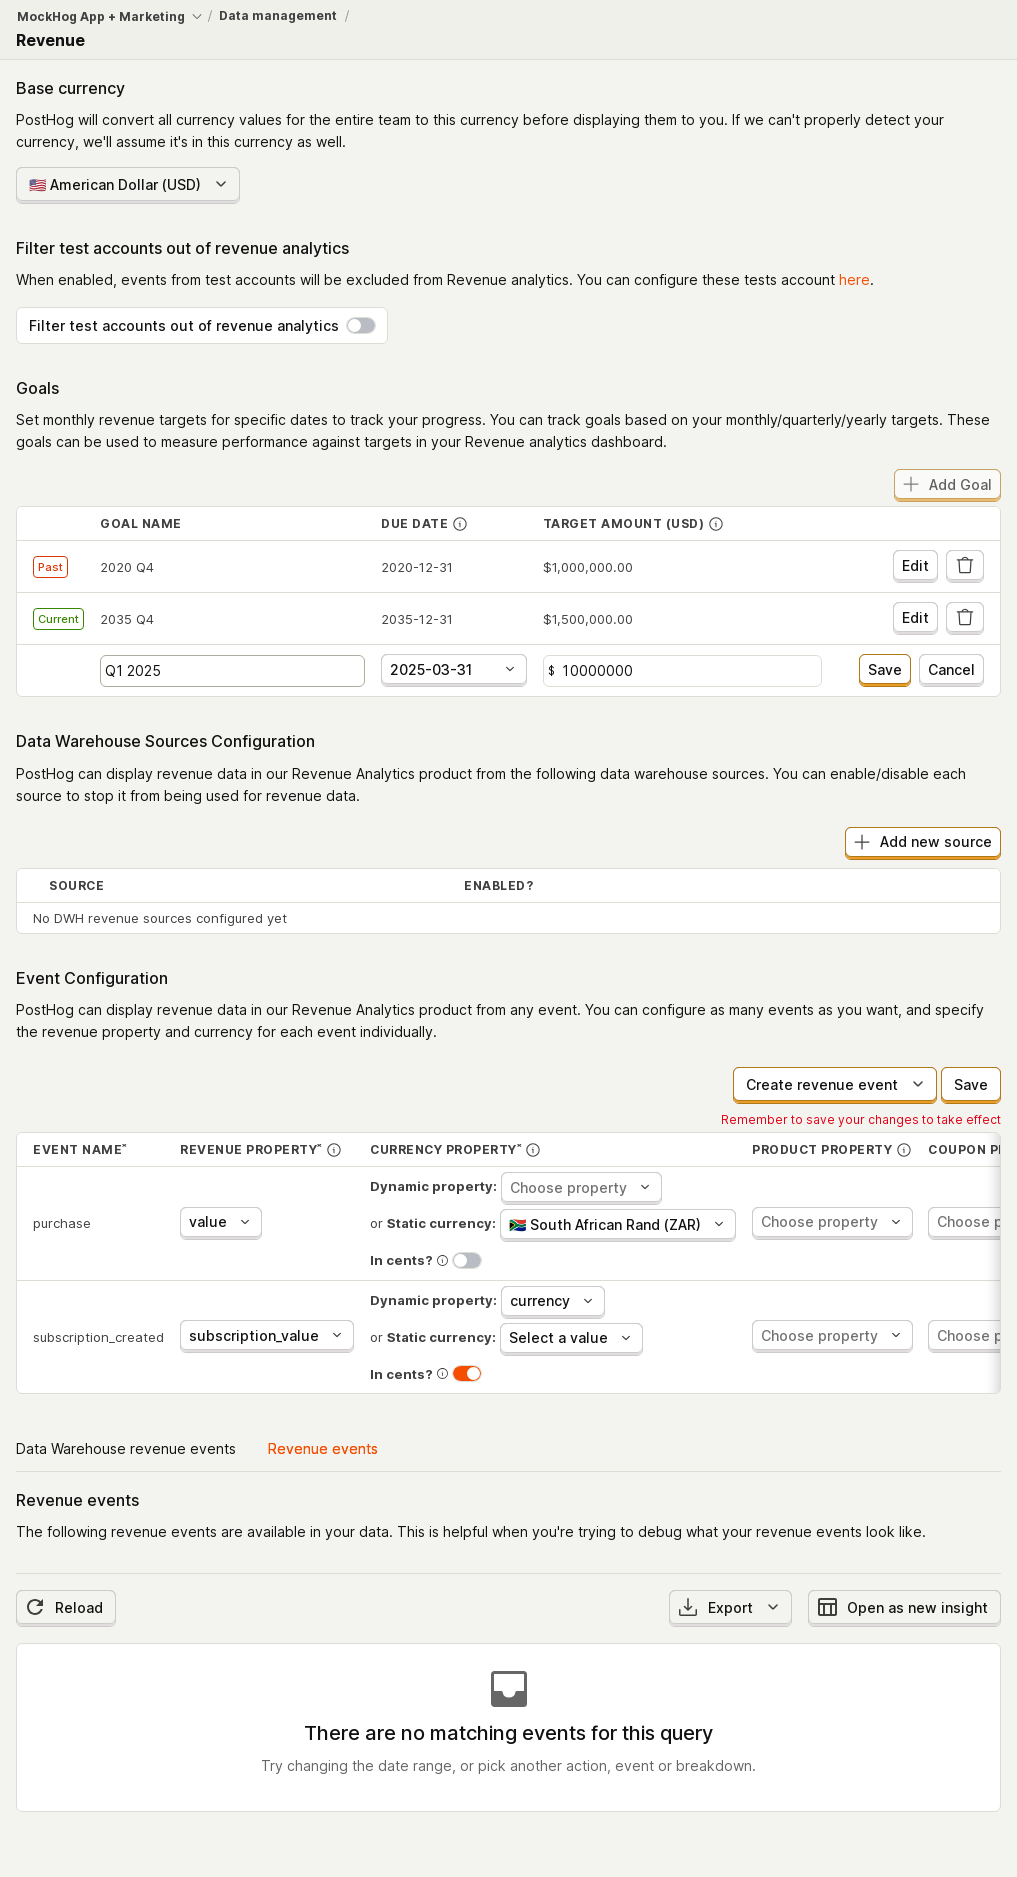 MockHog App + Marketing / Data management /
Revenue
Base currency
PostHog will convert all currency values for the entire team to this currency before displaying them to you. If we can't properly detect your
currency, we'll assume it's in this currency as well.
🇺🇸 American Dollar (USD)
Filter test accounts out of revenue analytics
When enabled, events from test accounts will be excluded from Revenue analytics. You can configure these tests account here.
Filter test accounts out of revenue analytics
Goals
Set monthly revenue targets for specific dates to track your progress. You can track goals based on your monthly/quarterly/yearly targets. These
goals can be used to measure performance against targets in your Revenue analytics dashboard.
Add Goal
GOAL NAME DUE DATE TARGET AMOUNT (USD)
Past 2020 Q4 2020-12-31 $1,000,000.00 Edit
Current 2035 Q4 2035-12-31 $1,500,000.00 Edit
Q1 2025 2025-03-31 $ 10000000 Save Cancel
Data Warehouse Sources Configuration
PostHog can display revenue data in our Revenue Analytics product from the following data warehouse sources. You can enable/disable each
source to stop it from being used for revenue data.
Add new source
SOURCE ENABLED?
No DWH revenue sources configured yet
Event Configuration
PostHog can display revenue data in our Revenue Analytics product from any event. You can configure as many events as you want, and specify
the revenue property and currency for each event individually.
Create revenue event Save
Remember to save your changes to take effect
EVENT NAME* REVENUE PROPERTY* CURRENCY PROPERTY* PRODUCT PROPERTY COUPON P
Dynamic property: Choose property
purchase value or Static currency: 🇿🇦 South African Rand (ZAR) Choose property Choose p
In cents?
Dynamic property: currency
subscription_created subscription_value or Static currency: Select a value Choose property Choose p
In cents?
Data Warehouse revenue events Revenue events
Revenue events
The following revenue events are available in your data. This is helpful when you're trying to debug what your revenue events look like.
Reload Export Open as new insight
There are no matching events for this query
Try changing the date range, or pick another action, event or breakdown.